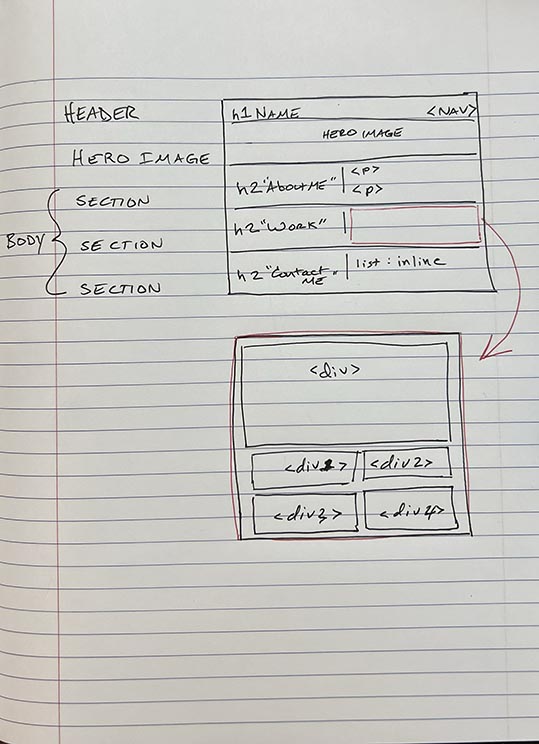 HEADER
HERO IMAGE
SECTION
BODY
SECTION
SECTION
h1 NAME <NAV>
HERO IMAGE
h2 "About ME" <P>
<P>
h2 "Work"
h2 "Contact list : inline
ME"
<div>
<div1> <div2>
<div3> <div4>